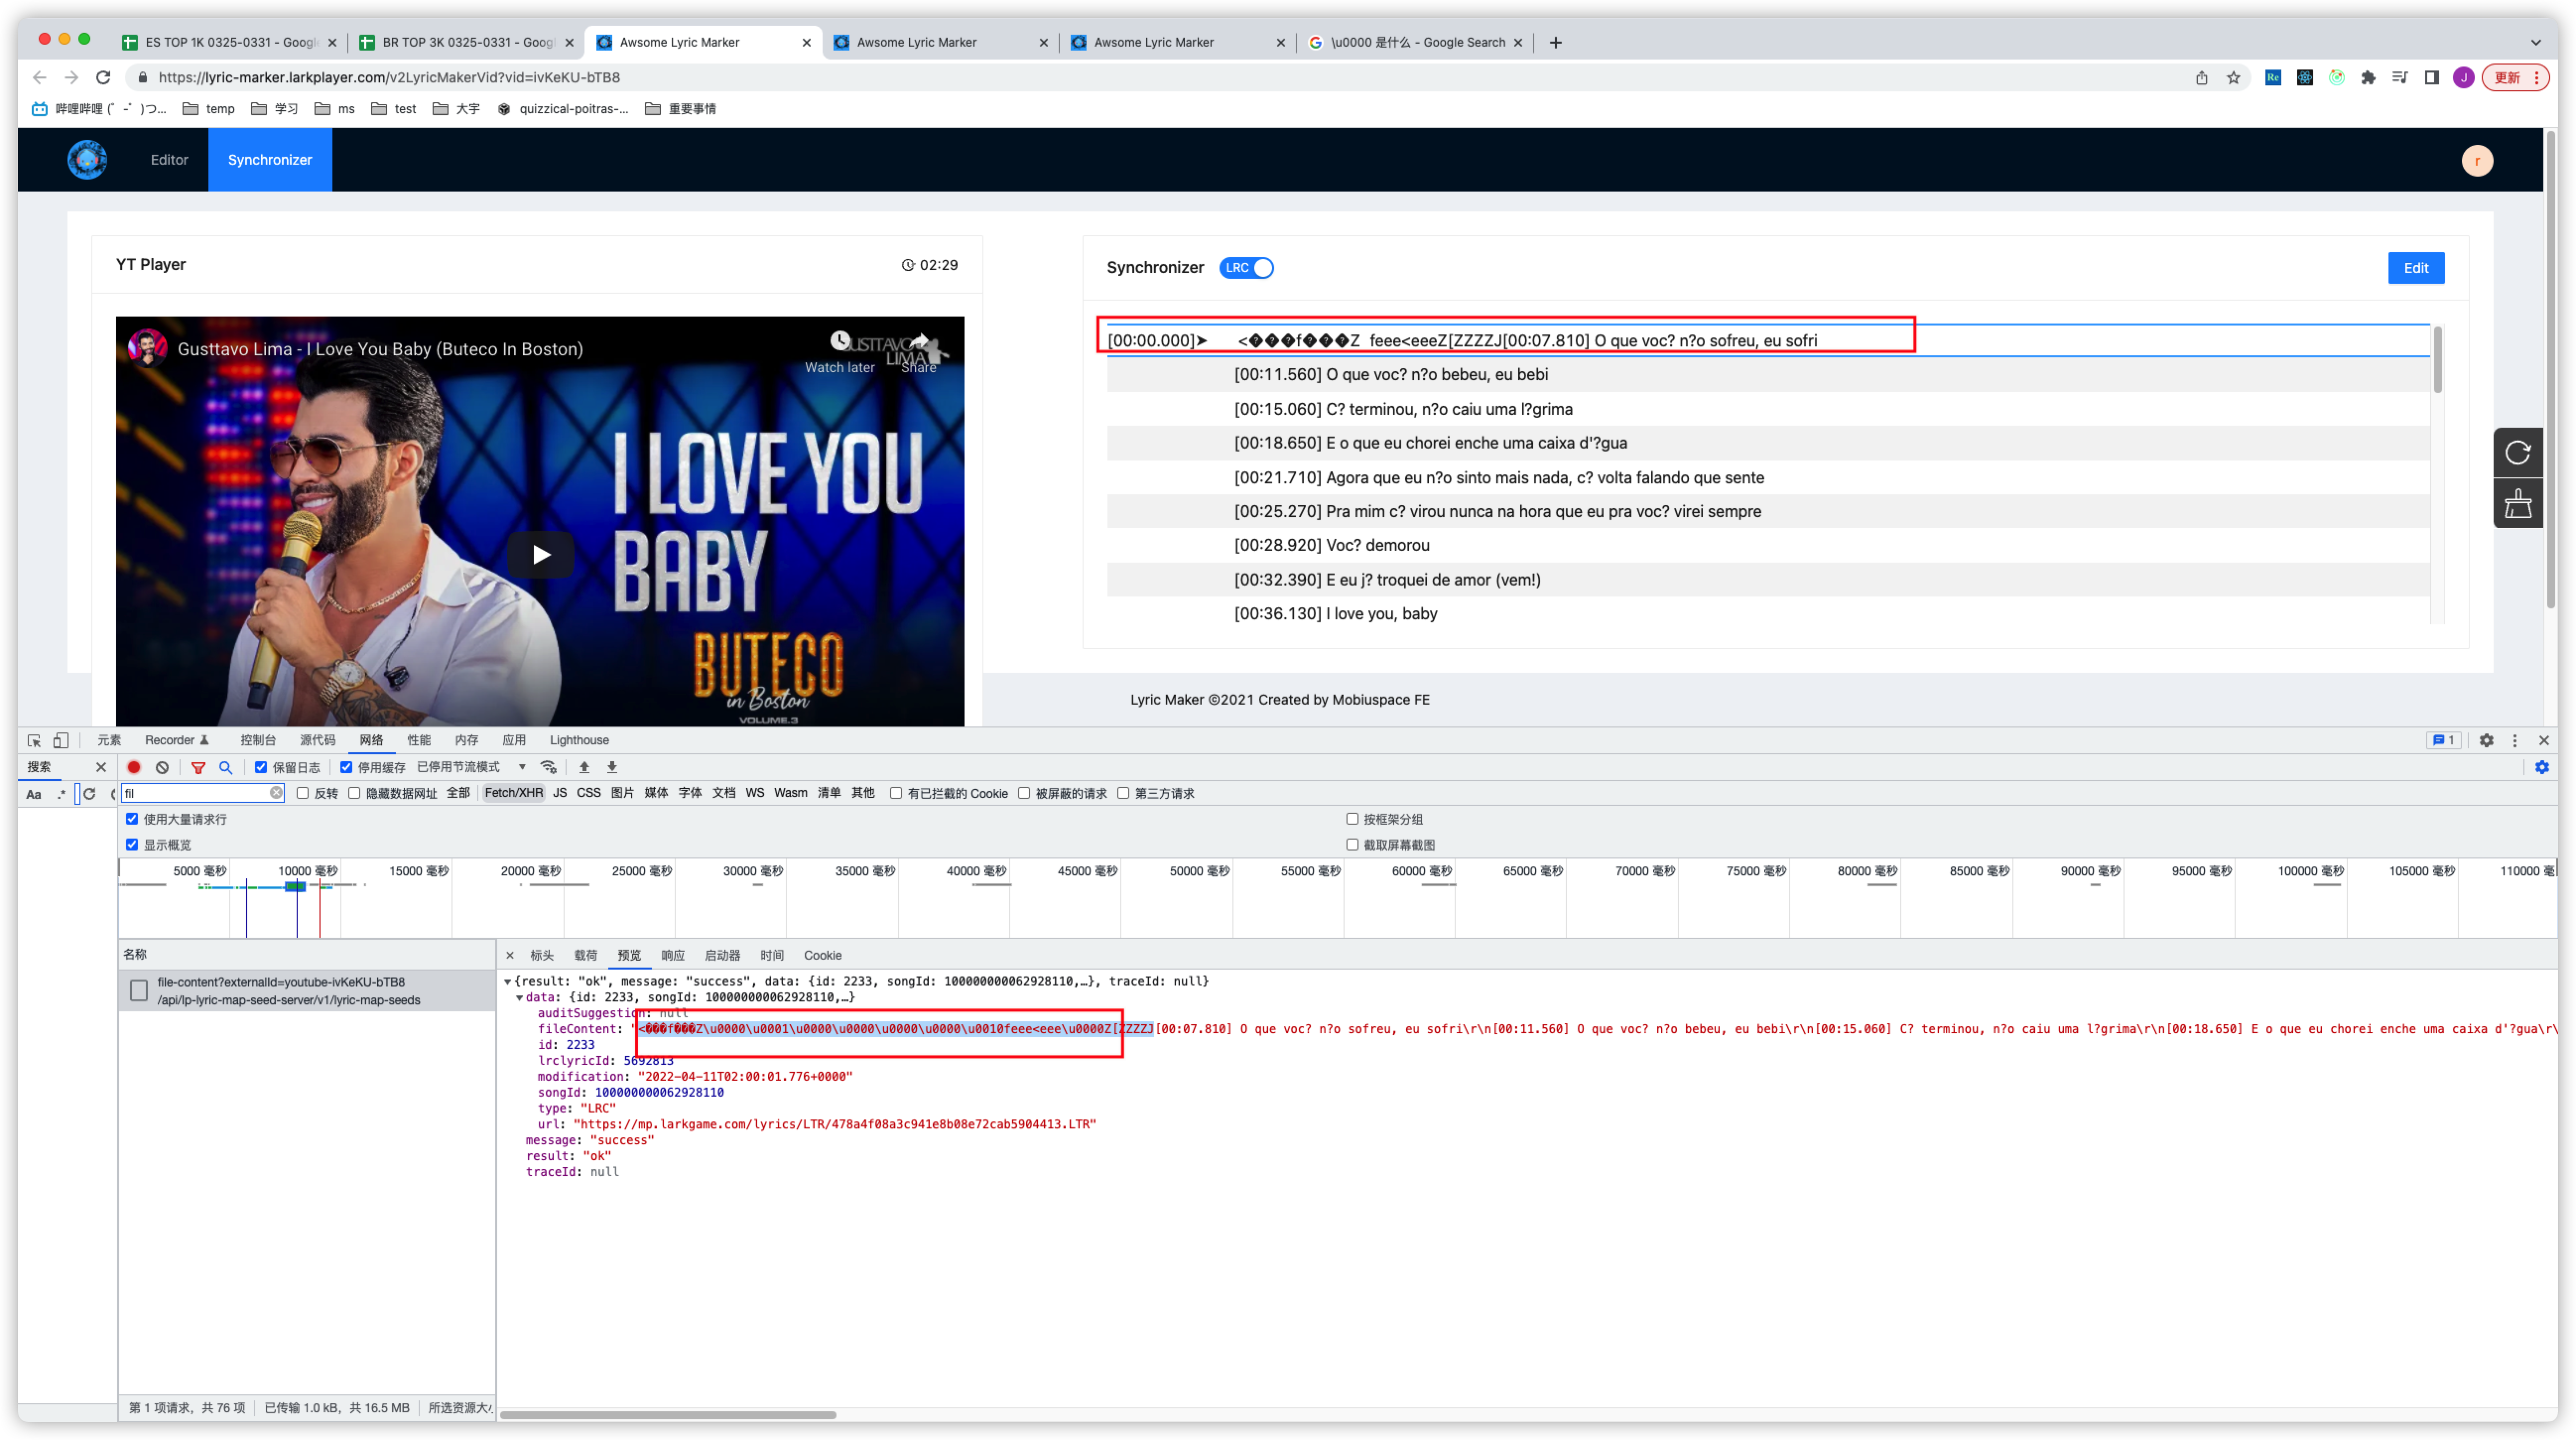 ES TOP 1K 0325-0331 - Googl
BR TOP 3K 0325-0331 - Goog
Awsome Lyric Marker
Awsome Lyric Marker
Awsome Lyric Marker
\u0000 是什么 - Google Search
https://lyric-marker.larkplayer.com/v2LyricMakerVid?vid=ivKeKU-bTB8
Re
J
更新
哔哩哔哩 (゜-゜)つ...
temp
学习
ms
test
大宇
quizzical-poitras-...
重要事情
Editor
Synchronizer
r
YT Player
02:29
Gusttavo Lima - I Love You Baby (Buteco In Boston)
GUSTTAVO
LIMA
Watch later
Share
I LOVE YOU
BABY
BUTECO
in Boston
VOLUME.3
Synchronizer
LRC
Edit
[00:00.000]➤ <���f���Z feee<eeeZ[ZZZZJ[00:07.810] O que voc? n?o sofreu, eu sofri
[00:11.560] O que voc? n?o bebeu, eu bebi
[00:15.060] C? terminou, n?o caiu uma l?grima
[00:18.650] E o que eu chorei enche uma caixa d'?gua
[00:21.710] Agora que eu n?o sinto mais nada, c? volta falando que sente
[00:25.270] Pra mim c? virou nunca na hora que eu pra voc? virei sempre
[00:28.920] Voc? demorou
[00:32.390] E eu j? troquei de amor (vem!)
[00:36.130] I love you, baby
Lyric Maker ©2021 Created by Mobiuspace FE
元素
Recorder
控制台
源代码
网络
性能
内存
应用
Lighthouse
1
搜索
保留日志
停用缓存
已停用节流模式
Aa
.*
fil
反转
隐藏数据网址
全部
Fetch/XHR
JS
CSS
图片
媒体
字体
文档
WS
Wasm
清单
其他
有已拦截的 Cookie
被屏蔽的请求
第三方请求
使用大量请求行
按框架分组
显示概览
截取屏幕截图
5000 毫秒
10000 毫秒
15000 毫秒
20000 毫秒
25000 毫秒
30000 毫秒
35000 毫秒
40000 毫秒
45000 毫秒
50000 毫秒
55000 毫秒
60000 毫秒
65000 毫秒
70000 毫秒
75000 毫秒
80000 毫秒
85000 毫秒
90000 毫秒
95000 毫秒
100000 毫秒
105000 毫秒
110000 毫
名称
标头
载荷
预览
响应
启动器
时间
Cookie
file-content?externalId=youtube-ivKeKU-bTB8
/api/lp-lyric-map-seed-server/v1/lyric-map-seeds
{result: "ok", message: "success", data: {id: 2233, songId: 100000000062928110,…}, traceId: null}
data: {id: 2233, songId: 100000000062928110,…}
auditSuggestion: null
fileContent: "<���f���Z\u0000\u0001\u0000\u0000\u0000\u0000\u0010feee<eee\u0000Z[ZZZZJ[00:07.810] O que voc? n?o sofreu, eu sofri\r\n[00:11.560] O que voc? n?o bebeu, eu bebi\r\n[00:15.060] C? terminou, n?o caiu uma l?grima\r\n[00:18.650] E o que eu chorei enche uma caixa d'?gua\r\
id: 2233
lrclyricId: 5692813
modification: "2022-04-11T02:00:01.776+0000"
songId: 100000000062928110
type: "LRC"
url: "https://mp.larkgame.com/lyrics/LTR/478a4f08a3c941e8b08e72cab5904413.LTR"
message: "success"
result: "ok"
traceId: null
第 1 项请求，共 76 项
已传输 1.0 kB，共 16.5 MB
所选资源大小